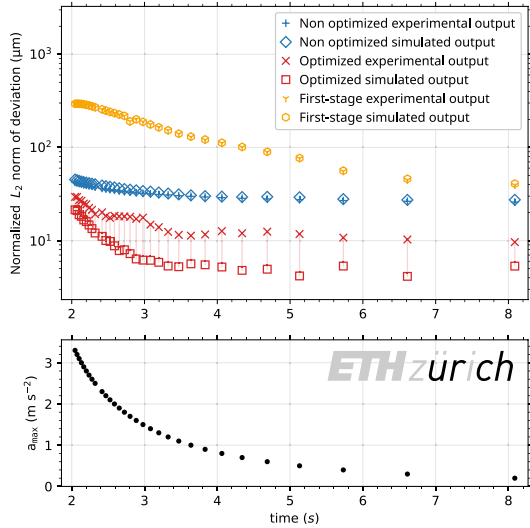 10³
10²
10¹
Normalized L₂ norm of deviation (μm)
Non optimized experimental output
Non optimized simulated output
Optimized experimental output
Optimized simulated output
First-stage experimental output
First-stage simulated output
2 3 4 5 6 7 8
3
2
1
0
a_max (m s⁻²)
ETHzürich
2 3 4 5 6 7 8
time (s)